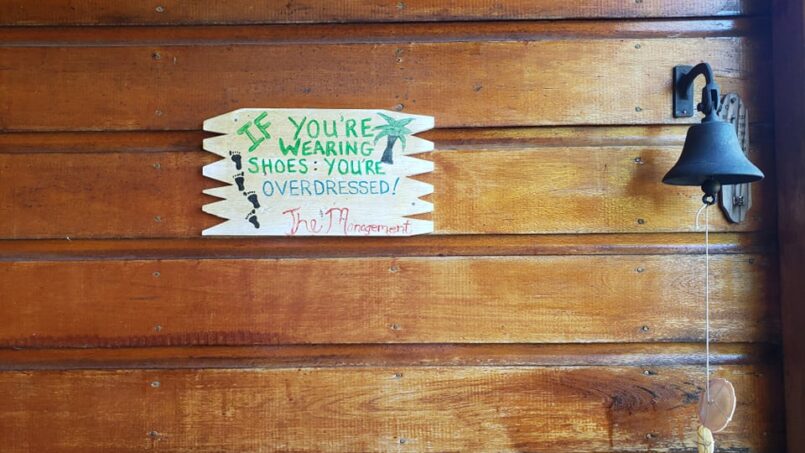 IF YOU'RE
WEARING
SHOES: YOU'RE
OVERDRESSED!
The Management